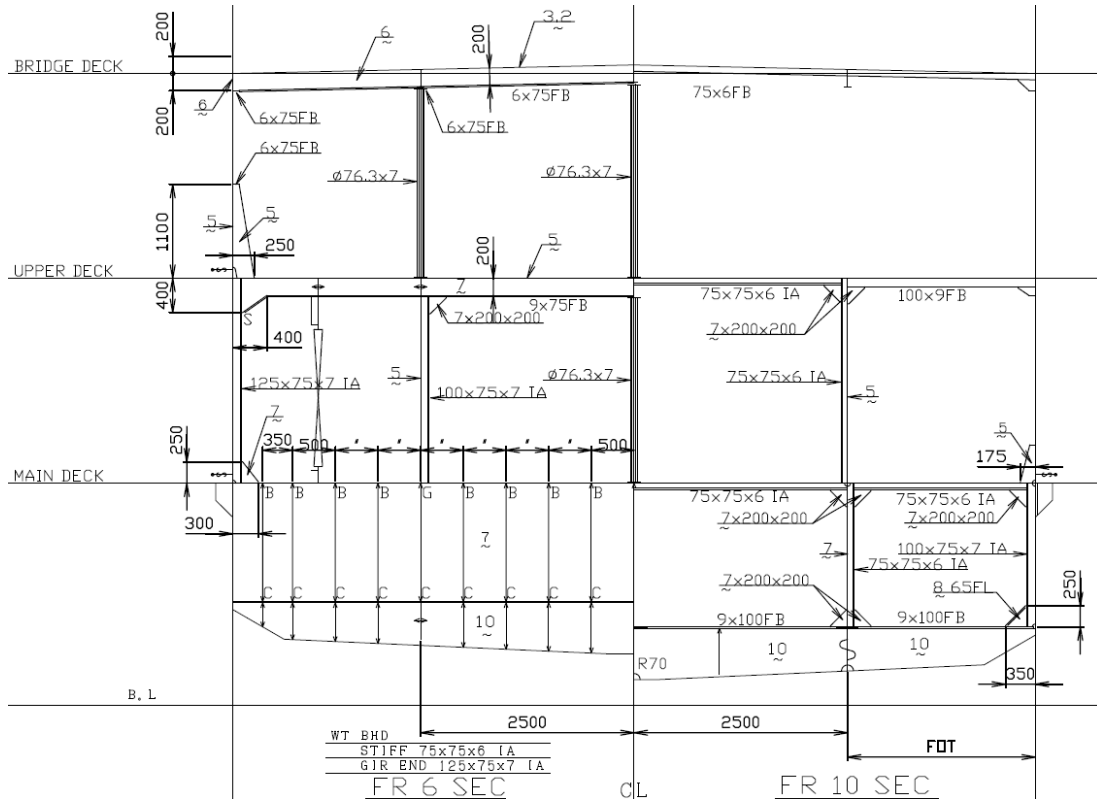 200
6
200
3.2
BRIDGE DECK
6
200
6x75FB
6x75FB
6x75FB
75x6FB
6x75FB
ø76.3x7
ø76.3x7
1100
5
5
250
200
5
UPPER DECK
400
S
7
9x75FB
7x200x200
75x75x6 IA
100x9FB
7x200x200
400
125x75x7 IA
5
100x75x7 IA
ø76.3x7
75x75x6 IA
5
250
7
350
500
500
5
175
MAIN DECK
B B B B G B B B B
75x75x6 IA
75x75x6 IA
7x200x200
7x200x200
300
7
7
100x75x7 IA
75x75x6 IA
7x200x200
8 65FL
250
C C C C C C C C C
9x100FB
9x100FB
10
10
10
R70
350
B.L
2500
2500
WT BHD
STIFF 75x75x6 IA
GIR END 125x75x7 IA
FOT
FR 6 SEC
CL
FR 10 SEC